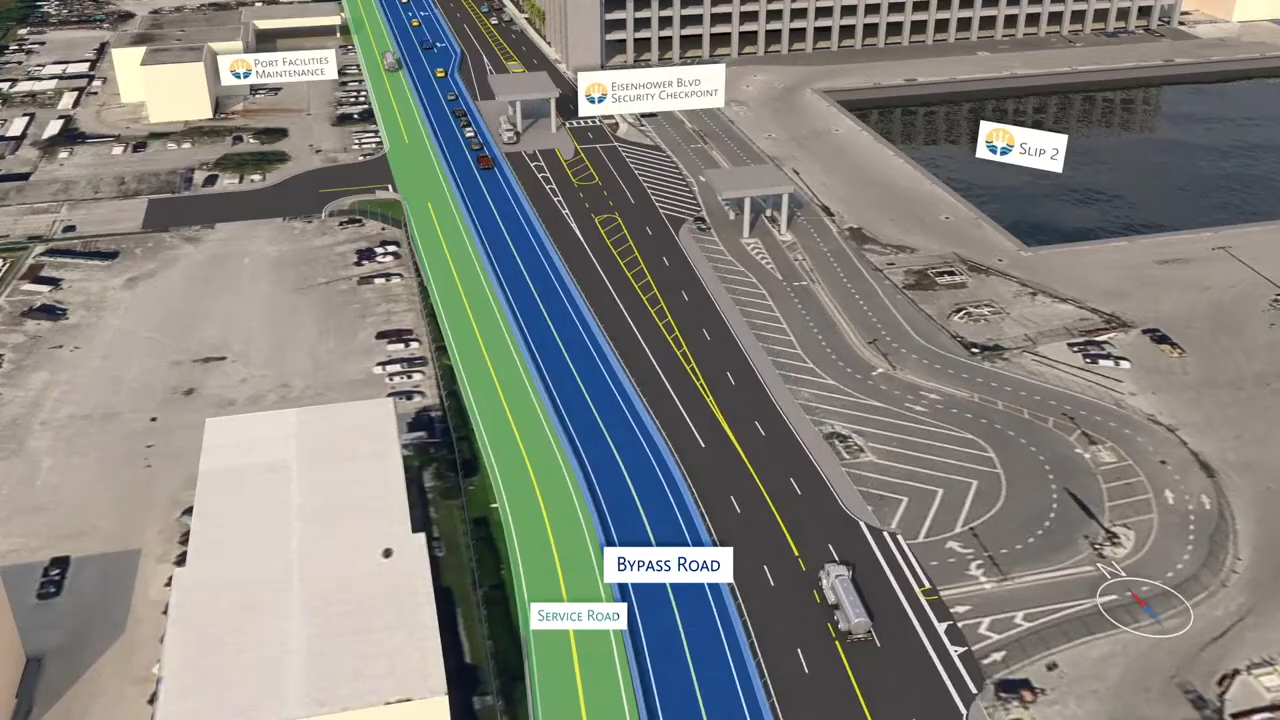 Port Facilities
Maintenance
Eisenhower Blvd
Security Checkpoint
Slip 2
Bypass Road
Service Road
N